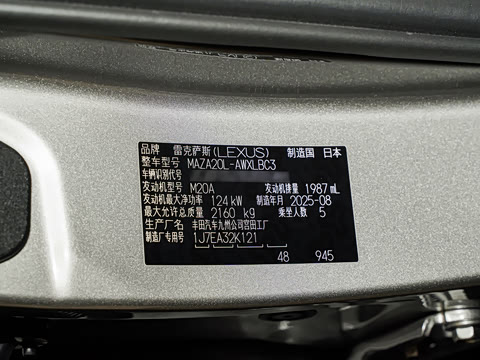 品牌 雷克萨斯(LEXUS) 制造国 日本
整车型号 MAZA20L-AWXLBC3
车辆识别代号
发动机型号 M20A 发动机排量 1987 mL
发动机最大净功率 124 kW 制造年月 2025-08
最大允许总质量 2160 kg 乘坐人数 5
生产厂名 丰田汽车九州公司宫田工厂
制造厂专用号 1J7EA32K121
48 945